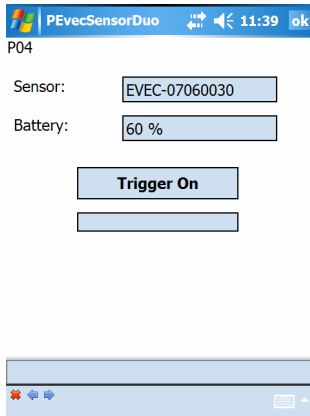 PEvecSensorDuo 11:39 ok
P04
Sensor: EVEC-07060030
Battery: 60 %
Trigger On